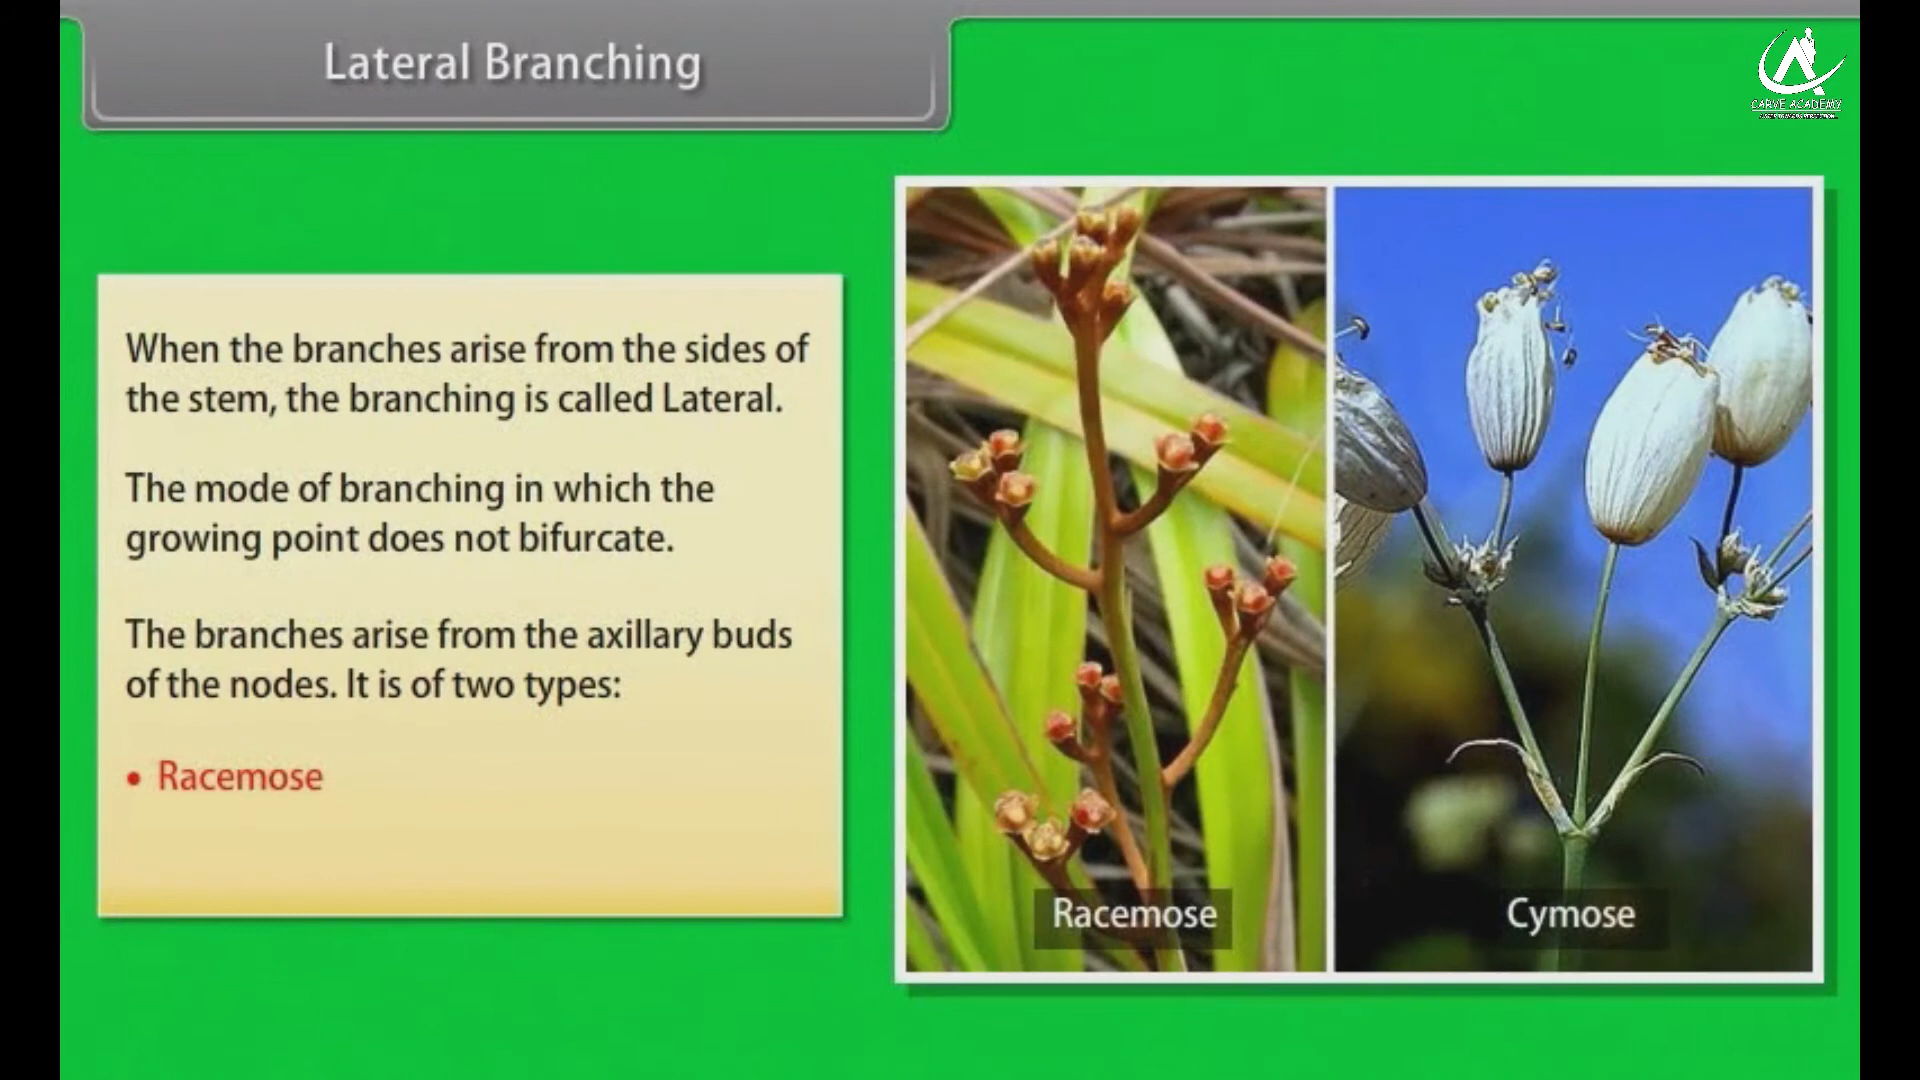 Lateral Branching
CARVE ACADEMY
When the branches arise from the sides of
the stem, the branching is called Lateral.
The mode of branching in which the
growing point does not bifurcate.
The branches arise from the axillary buds
of the nodes. It is of two types:
• Racemose
Racemose
Cymose